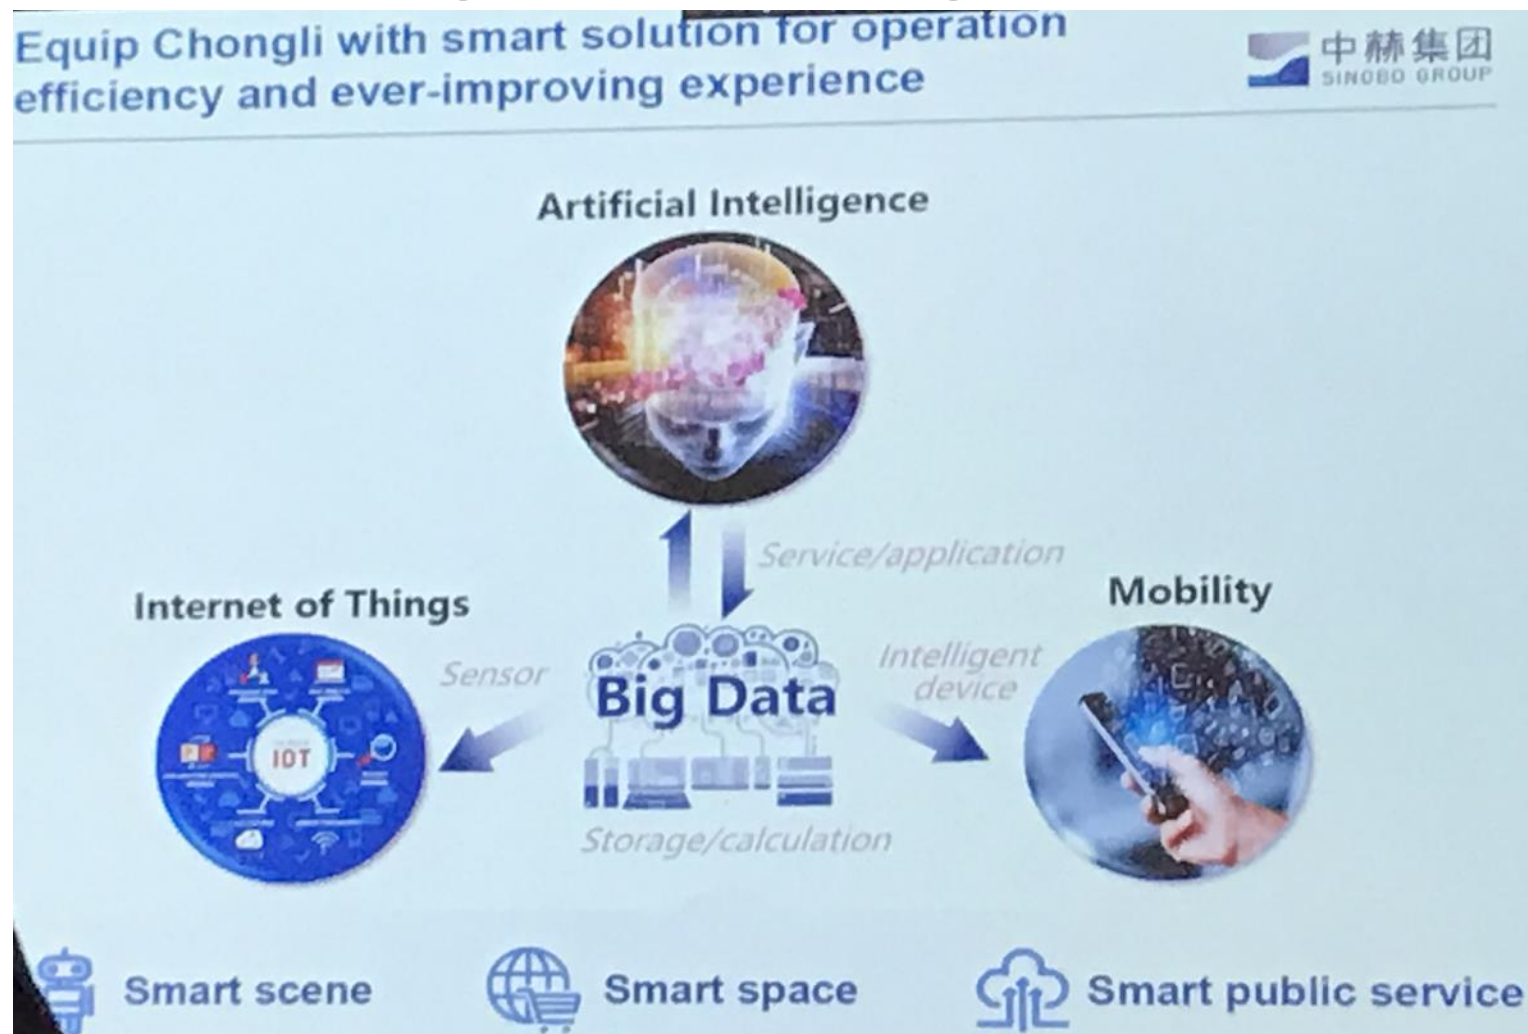 Equip Chongli with smart solution for operation
efficiency and ever-improving experience
中赫集团
SINOBO GROUP
Artificial Intelligence
Service/application
Internet of Things
Mobility
Sensor
Intelligent
device
Big Data
IOT
Storage/calculation
Smart scene
Smart space
Smart public service